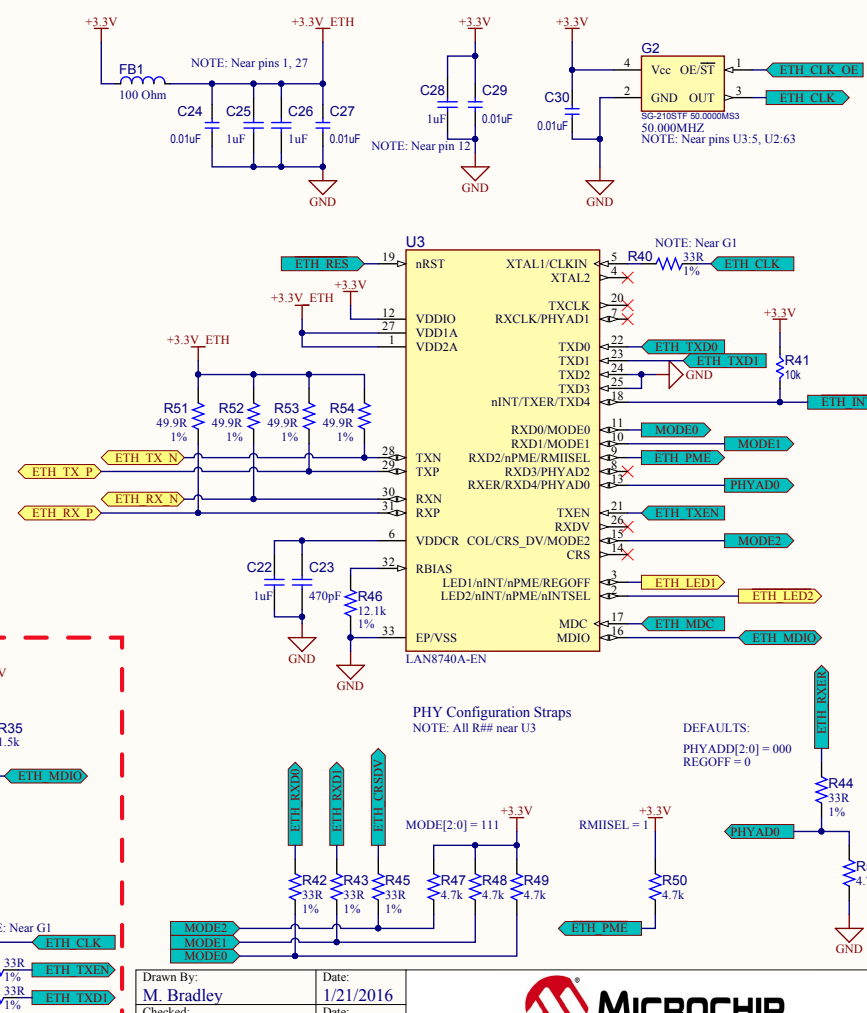 +3.3V
+3.3V_ETH
+3.3V
+3.3V
FB1
100 Ohm
NOTE: Near pins 1, 27
C24
0.01uF
C25
1uF
C26
1uF
C27
0.01uF
C28
1uF
C29
0.01uF
NOTE: Near pin 12
C30
0.01uF
GND
GND
GND
G2
4
Vcc OE/ST
1
ETH_CLK_OE
2
GND OUT
3
ETH_CLK
SG-210STF 50.0000MS3
50.000MHZ
NOTE: Near pins U3:5, U2:63
U3
ETH_RES
19
nRST
+3.3V
+3.3V_ETH
12
VDDIO
27
VDD1A
1
VDD2A
+3.3V_ETH
R51
49.9R
1%
R52
49.9R
1%
R53
49.9R
1%
R54
49.9R
1%
ETH_TX_N
28
TXN
ETH_TX_P
29
TXP
ETH_RX_N
30
RXN
ETH_RX_P
31
RXP
6
VDDCR
C22
1uF
C23
470pF
32
RBIAS
R46
12.1k
1%
33
EP/VSS
GND
GND
LAN8740A-EN
NOTE: Near G1
XTAL1/CLKIN
5
R40
33R
1%
ETH_CLK
XTAL2
4
TXCLK
20
RXCLK/PHYAD1
7
+3.3V
TXD0
22
ETH_TXD0
TXD1
23
ETH_TXD1
TXD2
24
GND
TXD3
25
R41
10k
nINT/TXER/TXD4
18
ETH_IN
RXD0/MODE0
11
MODE0
RXD1/MODE1
10
MODE1
RXD2/nPME/RMIISEL
9
ETH_PME
RXD3/PHYAD2
8
RXER/RXD4/PHYAD0
13
PHYAD0
TXEN
21
ETH_TXEN
RXDV
26
COL/CRS_DV/MODE2
15
MODE2
CRS
14
LED1/nINT/nPME/REGOFF
3
ETH_LED1
LED2/nINT/nPME/nINTSEL
2
ETH_LED2
MDC
17
ETH_MDC
MDIO
16
ETH_MDIO
V
R35
1.5k
ETH_MDIO
E: Near G1
ETH_CLK
33R
1%
ETH_TXEN
33R
1%
ETH_TXD1
PHY Configuration Straps
NOTE: All R## near U3
ETH_RXD0
ETH_RXD1
ETH_CRSDV
MODE[2:0] = 111
+3.3V
R42
33R
1%
R43
33R
1%
R45
33R
1%
R47
4.7k
R48
4.7k
R49
4.7k
MODE2
MODE1
MODE0
RMIISEL = 1
+3.3V
R50
4.7k
ETH_PME
DEFAULTS:
PHYADD[2:0] = 000
REGOFF = 0
ETH_RXER
R44
33R
1%
PHYAD0
GND
Drawn By:
M. Bradley
Date:
1/21/2016
Checked:
Date:
MICROCHIP